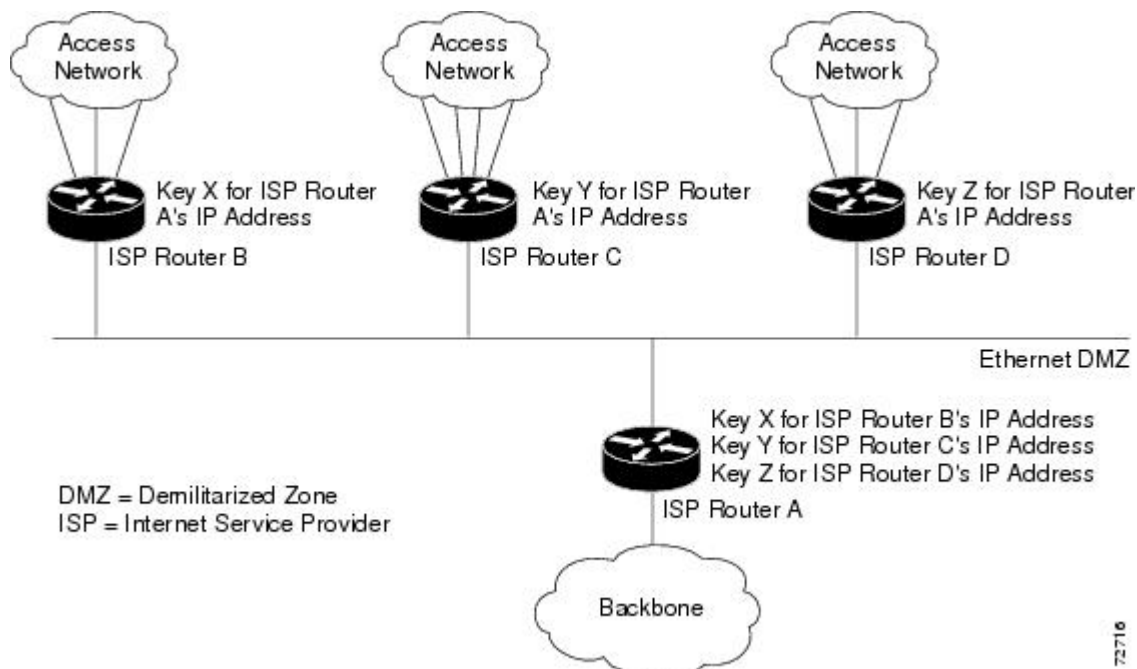 Access
Network
Access
Network
Access
Network
Key X for ISP Router
A's IP Address
ISP Router B
Key Y for ISP Router
A's IP Address
ISP Router C
Key Z for ISP Router
A's IP Address
ISP Router D
Ethernet DMZ
Key X for ISP Router B's IP Address
Key Y for ISP Router C's IP Address
Key Z for ISP Router D's IP Address
ISP Router A
DMZ = Demilitarized Zone
ISP = Internet Service Provider
Backbone
72716